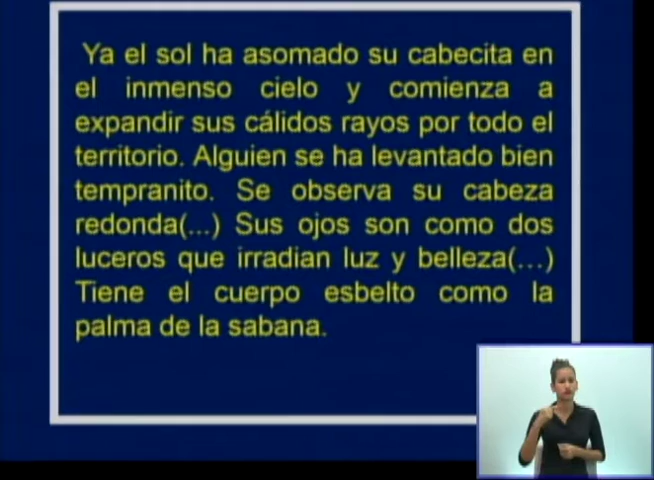 Ya el sol ha asomado su cabecita en
el inmenso cielo y comienza a
expandir sus cálidos rayos por todo el
territorio. Alguien se ha levantado bien
tempranito. Se observa su cabeza
redonda(...) Sus ojos son como dos
luceros que irradian luz y belleza(...)
Tiene el cuerpo esbelto como la
palma de la sabana.